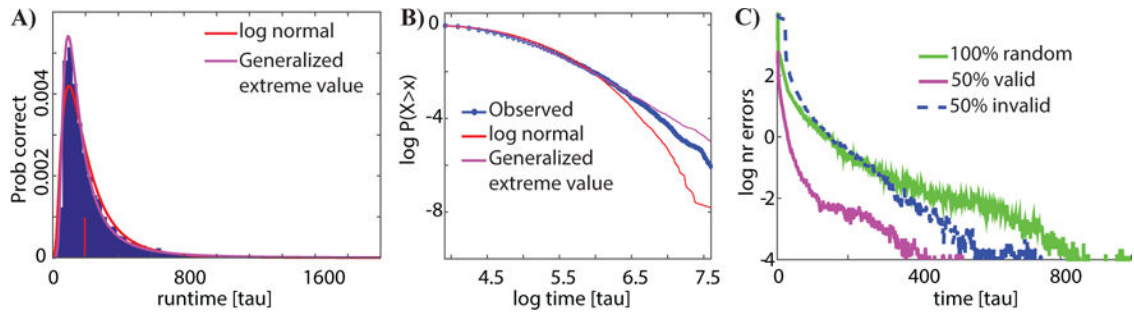 A)
log normal
Generalized
extreme value
Prob correct
0.004
0.002
0
0
800
1600
runtime [tau]
B)
0
-4
-8
log P(X>x)
Observed
log normal
Generalized
extreme value
4.5
5.5
6.5
7.5
log time [tau]
C)
100% random
50% valid
50% invalid
log nr errors
2
0
-2
-4
0
400
800
time [tau]